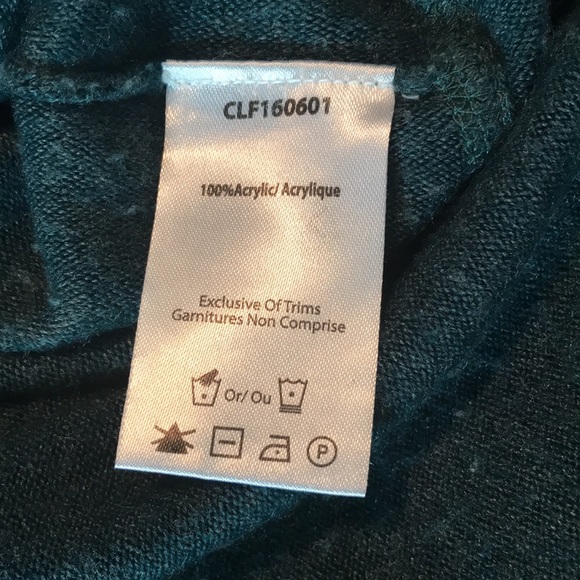 CLF160601
100%Acrylic/ Acrylique
Exclusive Of Trims
Garnitures Non Comprise
Or/ Ou
P